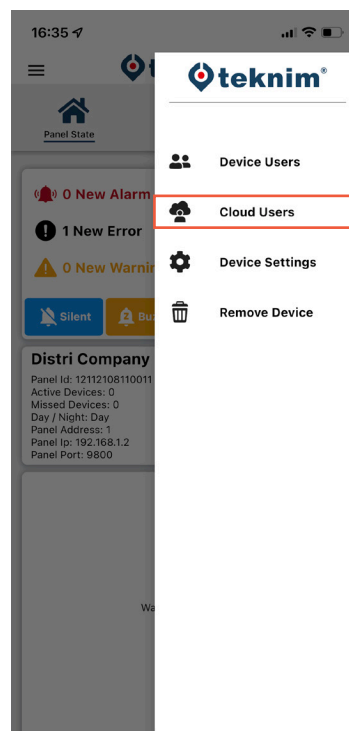 16:35
teknim®
Panel State
Device Users
0 New Alarm
Cloud Users
1 New Error
Device Settings
0 New Warnin
Remove Device
Silent
Bu
Distri Company
Panel Id: 12112108110011
Active Devices: 0
Missed Devices: 0
Day / Night: Day
Panel Address: 1
Panel Ip: 192.168.1.2
Panel Port: 9800
Wa